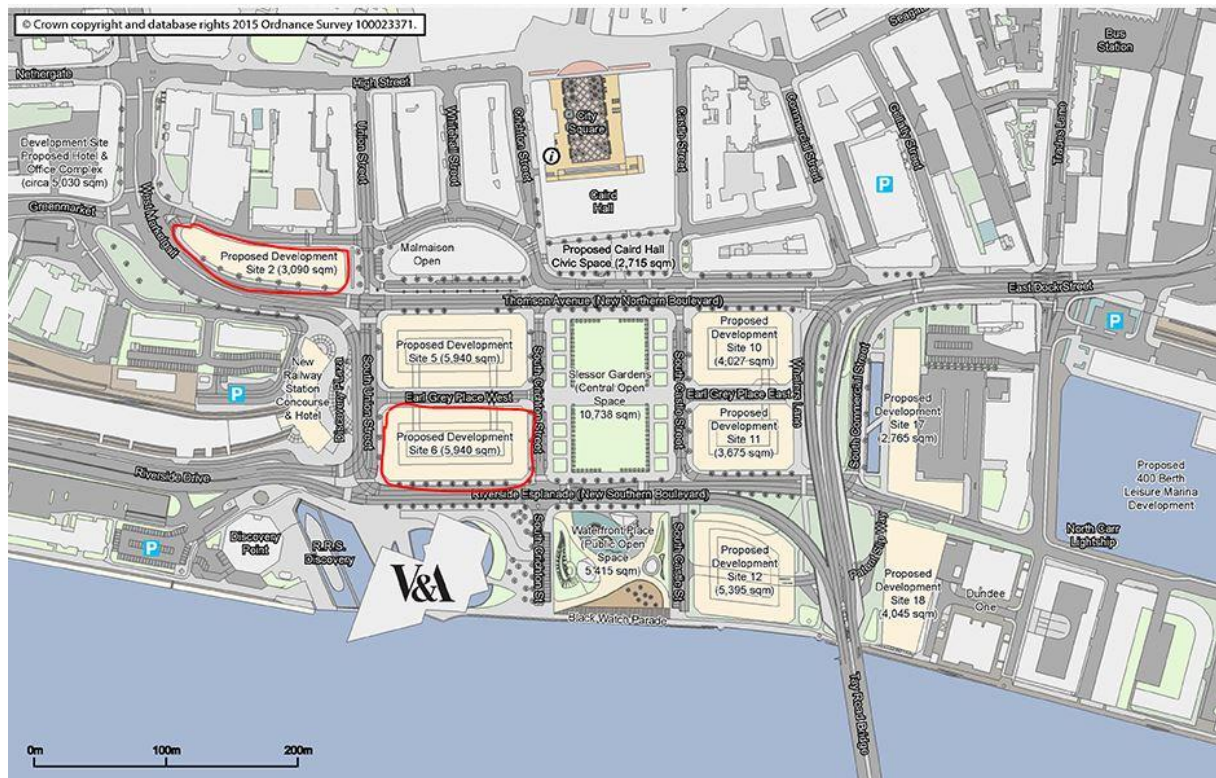 © Crown copyright and database rights 2015 Ordnance Survey 100023371.
Nethergate
High Street
Seagate
Bus
Station
Union Street
Whitehall Street
Crichton Street
City
Square
i
Castle Street
Commercial Street
Gellatly Street
Trades Lane
P
Development Site
Proposed Hotel &
Office Complex
(circa 5,030 sqm)
Greenmarket
West Marketgait
Caird
Hall
Proposed Development
Site 2 (3,090 sqm)
Malmaison
Open
Proposed Caird Hall
Civic Space (2,715 sqm)
Thomson Avenue (New Northern Boulevard)
East Dock Street
P
Proposed Development
Site 5 (5,940 sqm)
Proposed
Development
Site 10
(4,027 sqm)
New
Railway
Station
Concourse
& Hotel
P
South Union Street
South Crichton Street
Slessor Gardens
(Central Open
Space
10,738 sqm)
South Castle Street
Earl Grey Place West
Earl Grey Place East
South Commercial Street
Proposed
Development
Site 17
(2,765 sqm)
Proposed Development
Site 6 (5,940 sqm)
Proposed
Development
Site 11
(3,675 sqm)
Proposed
400 Berth
Leisure Marina
Development
Riverside Drive
Riverside Esplanade (New Southern Boulevard)
P
Discovery
Point
R.R.S.
Discovery
V&A
South Crichton St
Waterfront Place
Public Open
Space
5,415 sqm)
South Castle St
Proposed
Development
Site 12
(5,395 sqm)
North Carr
Lightship
Proposed
Development
Site 18
(4,045 sqm)
Dundee
One
Black Watch Parade
Tay Road Bridge
0m
100m
200m